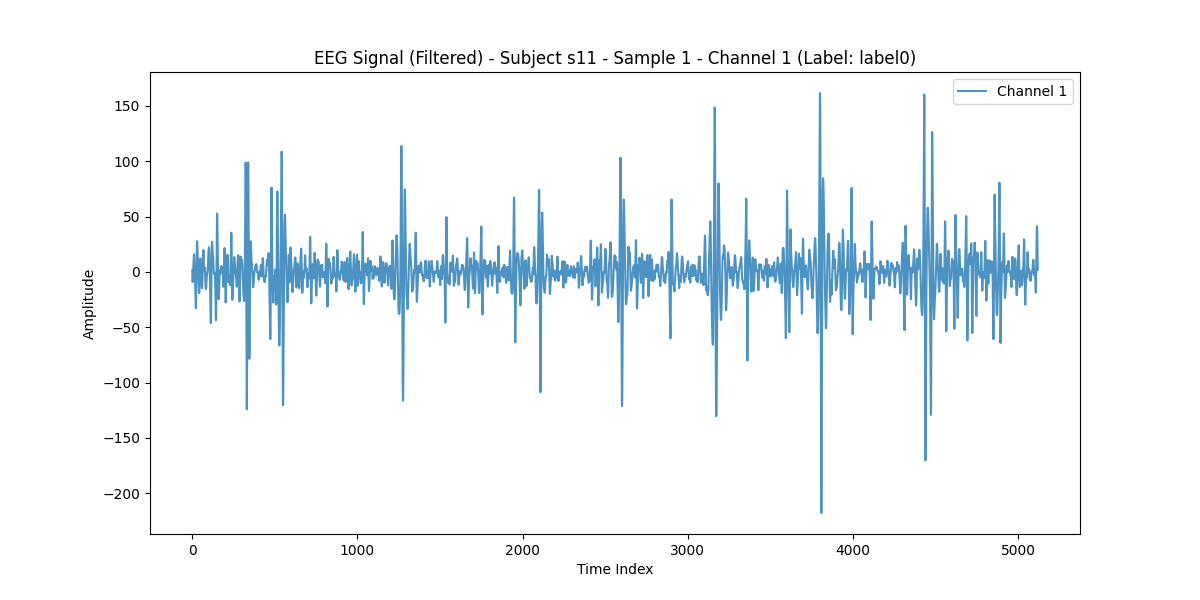 EEG Signal (Filtered) - Subject s11 - Sample 1 - Channel 1 (Label: label0)
Channel 1
150
100
50
0
−50
−100
−150
−200
Amplitude
0 1000 2000 3000 4000 5000
Time Index